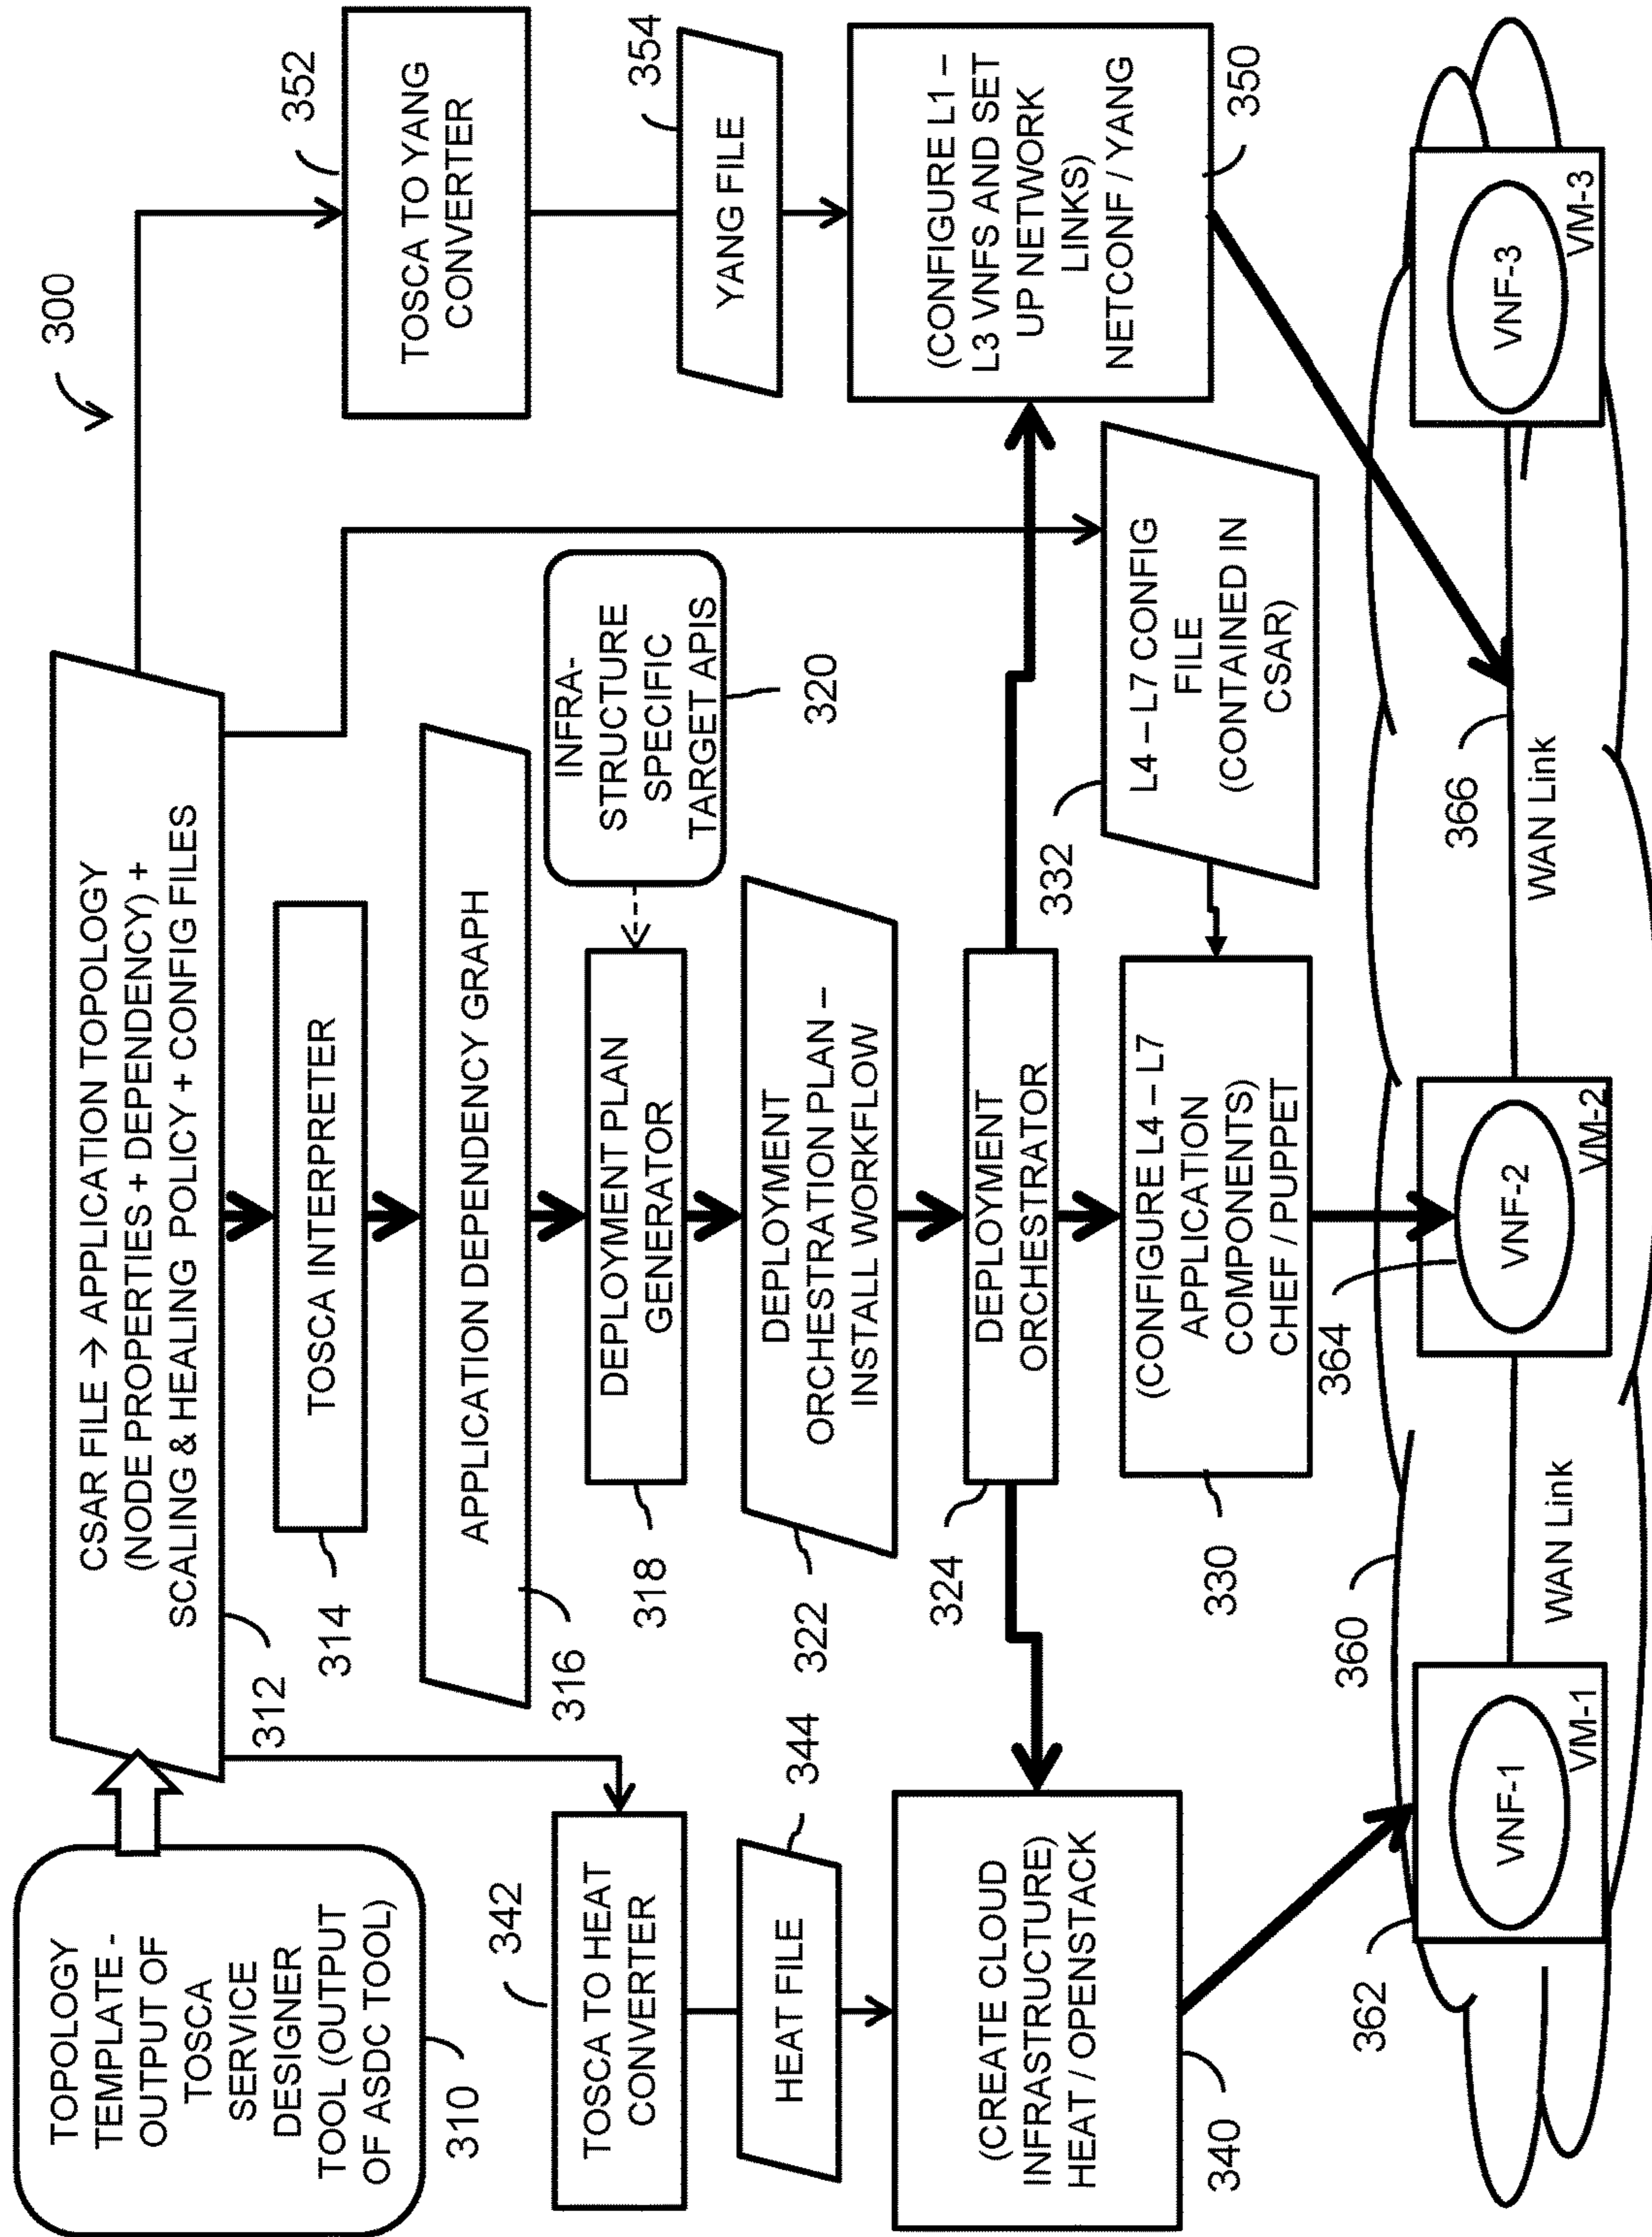 300
TOPOLOGY
TEMPLATE -
OUTPUT OF
TOSCA
SERVICE
DESIGNER
TOOL (OUTPUT
OF ASDC TOOL)
310
CSAR FILE → APPLICATION TOPOLOGY
(NODE PROPERTIES + DEPENDENCY) +
SCALING & HEALING POLICY + CONFIG FILES
312
TOSCA INTERPRETER
314
APPLICATION DEPENDENCY GRAPH
316
DEPLOYMENT PLAN
GENERATOR
318
INFRA-
STRUCTURE
SPECIFIC
TARGET APIS
320
DEPLOYMENT
ORCHESTRATION PLAN –
INSTALL WORKFLOW
322
DEPLOYMENT
ORCHESTRATOR
324
(CONFIGURE L4 – L7
APPLICATION
COMPONENTS)
CHEF / PUPPET
330
L4 – L7 CONFIG
FILE
(CONTAINED IN
CSAR)
332
TOSCA TO HEAT
CONVERTER
342
HEAT FILE
344
(CREATE CLOUD
INFRASTRUCTURE)
HEAT / OPENSTACK
340
TOSCA TO YANG
CONVERTER
352
YANG FILE
354
(CONFIGURE L1 –
L3 VNFS AND SET
UP NETWORK
LINKS)
NETCONF / YANG
350
360
362
VNF-1
VM-1
WAN Link
364
VNF-2
VM-2
366
WAN Link
VNF-3
VM-3